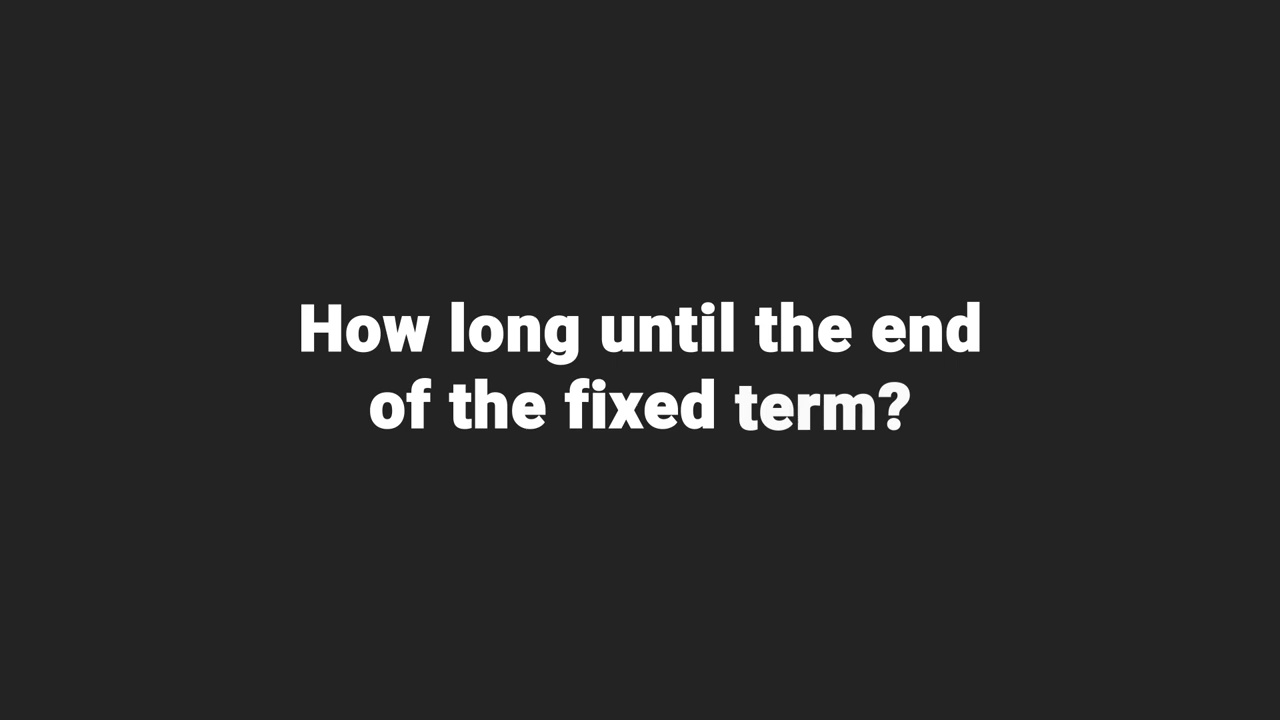 How long until the end
of the fixed term?